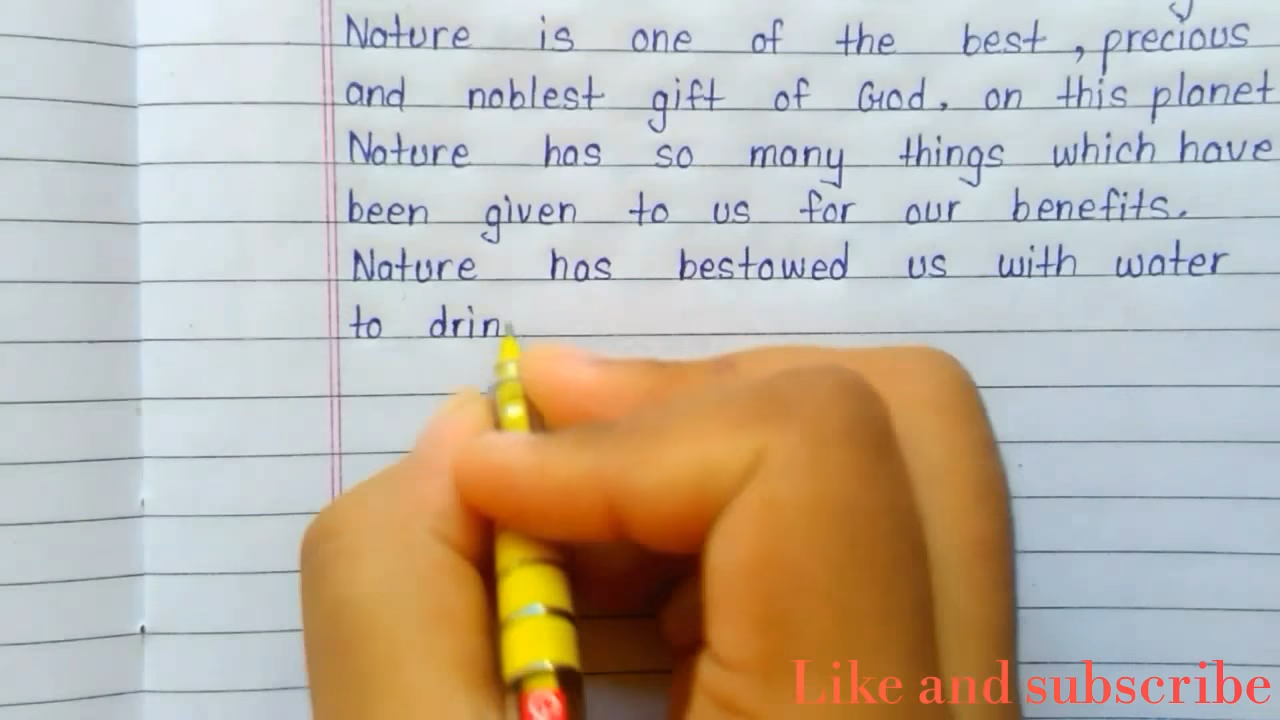 Nature is one of the best, precious
and noblest gift of God. on this planet
Nature has so many things which have
been given to us for our benefits.
Nature has bestowed us with water
to drin
Like and subscribe